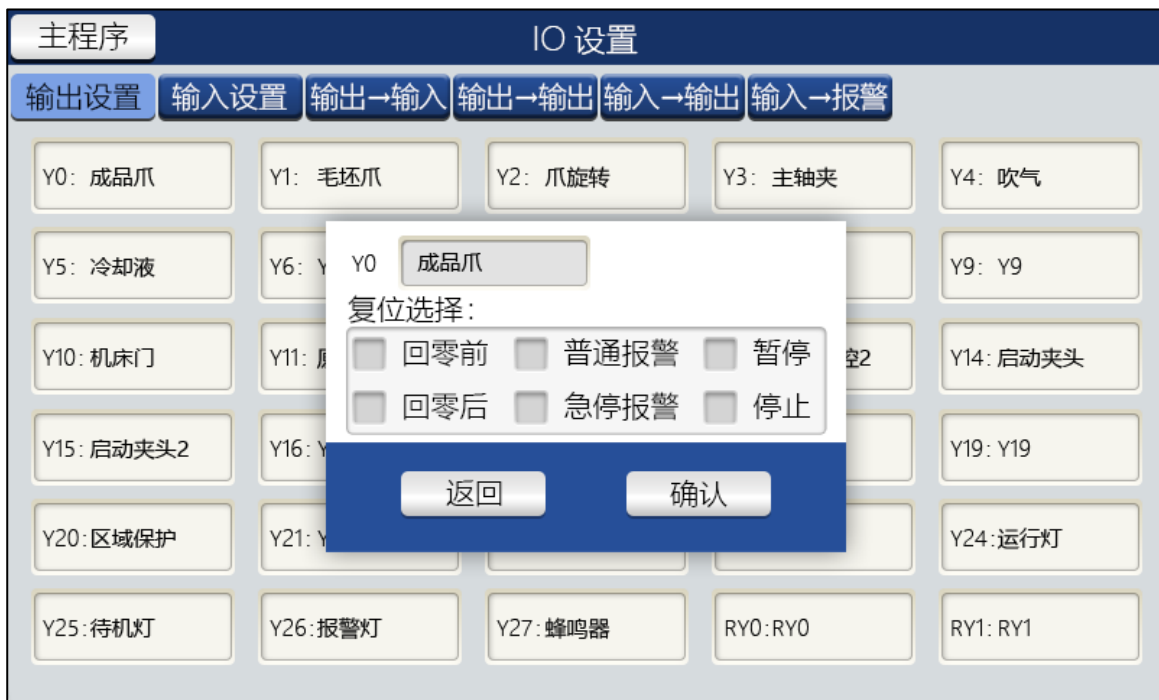 主程序 IO 设置
输出设置 输入设置 输出→输入 输出→输出 输入→输出 输入→报警
Y0: 成品爪 Y1: 毛坯爪 Y2: 爪旋转 Y3: 主轴夹 Y4: 吹气
Y5: 冷却液 Y6: Y9: Y9
Y0 成品爪
复位选择:
Y10:机床门 Y11: 2 Y14:启动夹头
回零前 普通报警 暂停
回零后 急停报警 停止
Y15:启动夹头2 Y16: Y19:Y19
返回 确认
Y20:区域保护 Y21: Y24:运行灯
Y25:待机灯 Y26:报警灯 Y27:蜂鸣器 RY0:RY0 RY1:RY1